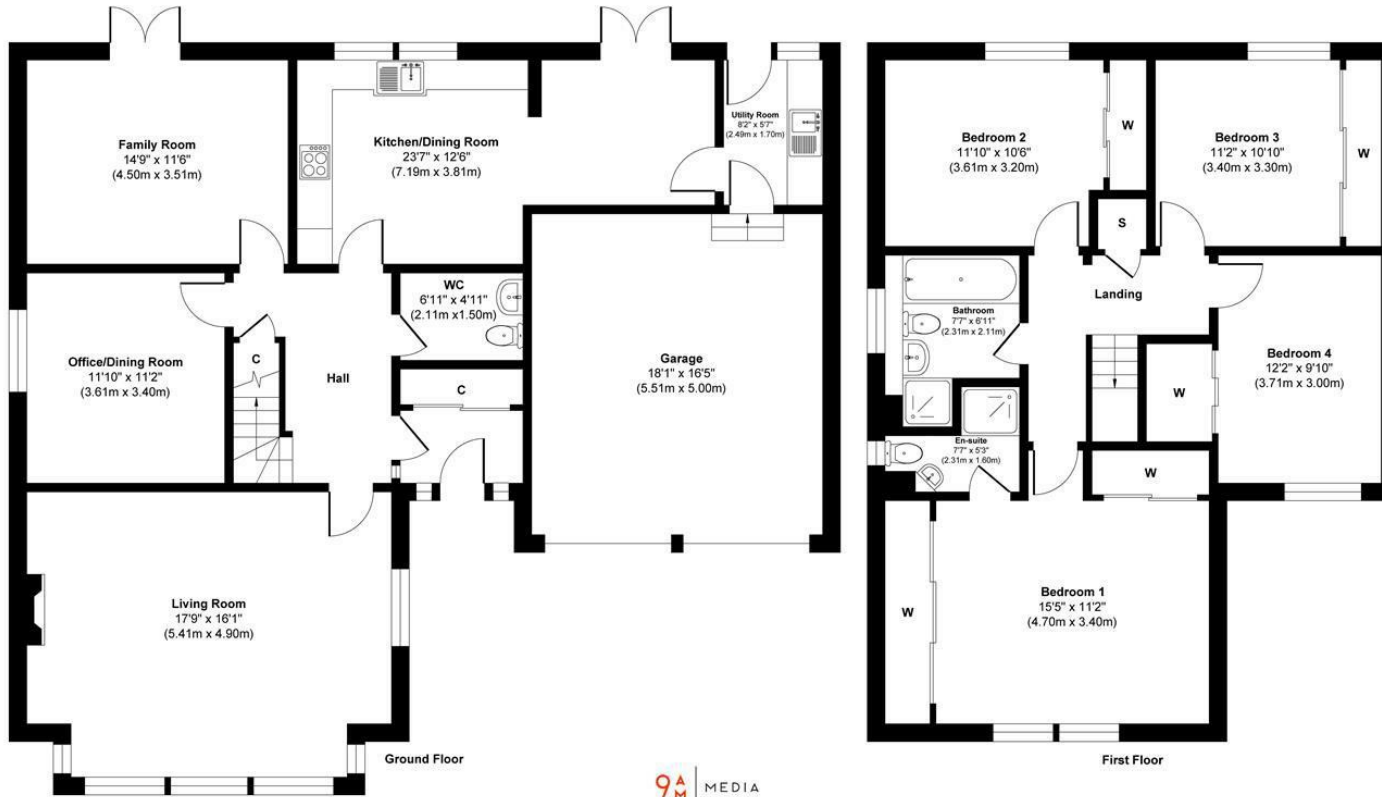 Family Room
14'9" x 11'6"
(4.50m x 3.51m)
Kitchen/Dining Room
23'7" x 12'6"
(7.19m x 3.81m)
Utility Room
8'2" x 5'7"
(2.49m x 1.70m)
Office/Dining Room
11'10" x 11'2"
(3.61m x 3.40m)
C
Hall
WC
6'11" x 4'11"
(2.11m x1.50m)
C
Garage
18'1" x 16'5"
(5.51m x 5.00m)
Living Room
17'9" x 16'1"
(5.41m x 4.90m)
Ground Floor
Bedroom 2
11'10" x 10'6"
(3.61m x 3.20m)
W
Bedroom 3
11'2" x 10'10"
(3.40m x 3.30m)
W
S
Landing
Bathroom
7'7" x 6'11"
(2.31m x 2.11m)
Bedroom 4
12'2" x 9'10"
(3.71m x 3.00m)
W
En-suite
7'7" x 5'3"
(2.31m x 1.60m)
W
Bedroom 1
15'5" x 11'2"
(4.70m x 3.40m)
W
First Floor
9AM MEDIA